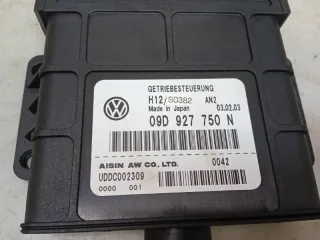 GETRIEBESTEUERUNG
H12/S0382 AN2
Made in Japan 03.02.03
09D 927 750 N
AISIN AW CO., LTD. 0042
UDDC002309
0000 001